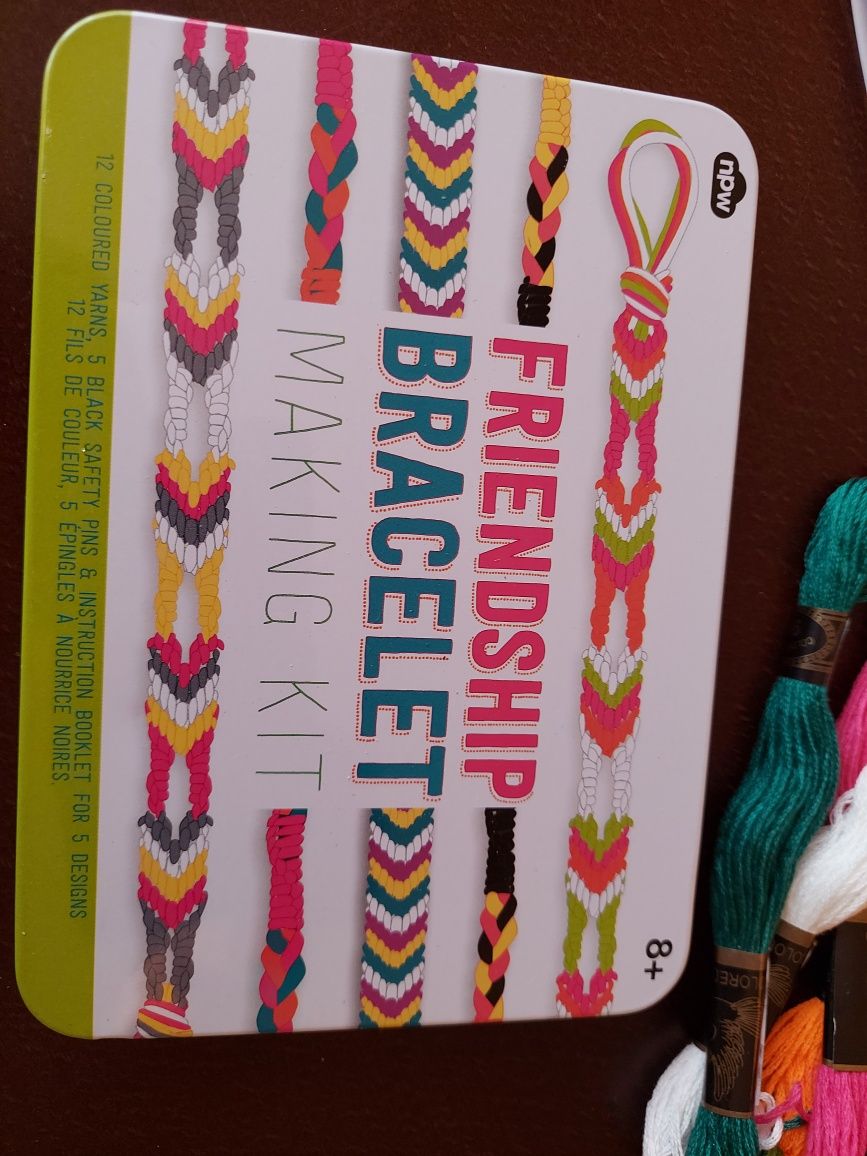 npw
FRIENDSHIP
BRACELET
MAKING KIT
8+
12 COLOURED YARNS, 5 BLACK SAFETY PINS & INSTRUCTION BOOKLET FOR 5 DESIGNS
12 FILS DE COULEUR, 5 ÉPINGLES À NOURRICE NOIRES.